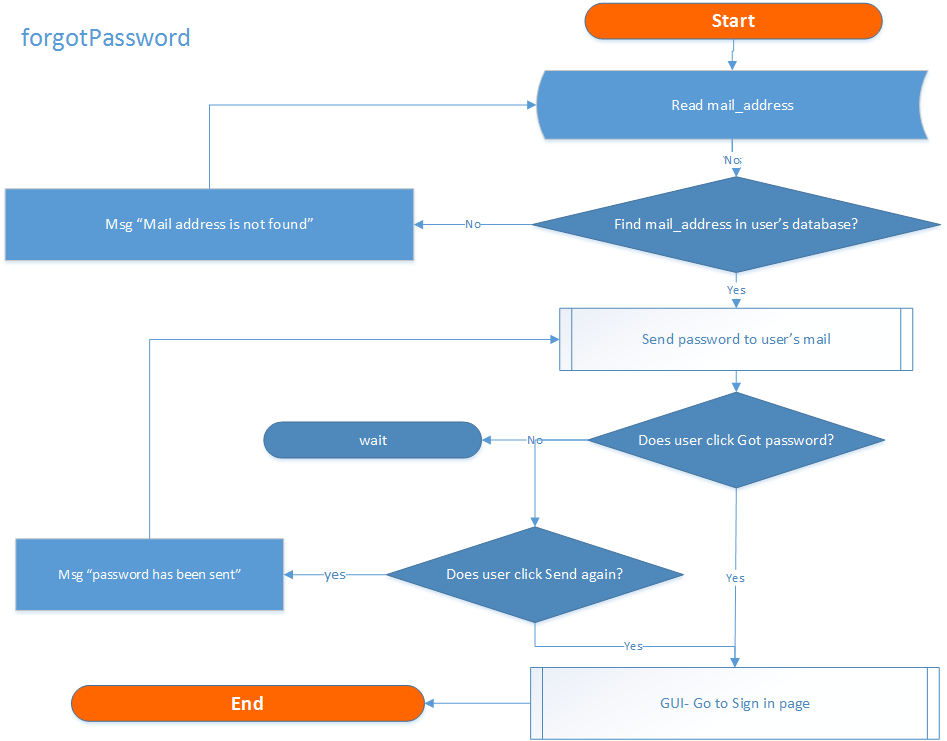 forgotPassword
Start
Read mail_address
No
Find mail_address in user’s database?
No
Msg “Mail address is not found”
Yes
Send password to user’s mail
Does user click Got password?
No
wait
Does user click Send again?
yes
Msg “password has been sent”
Yes
Yes
GUI- Go to Sign in page
End